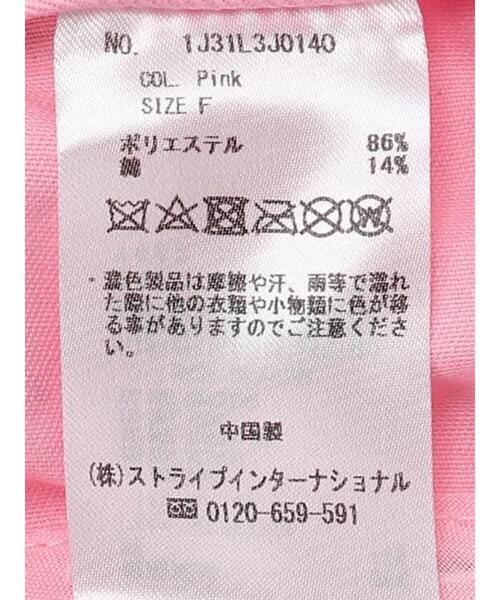 NO. 1J31L3J0140
COL. Pink
SIZE F
ポリエステル 86%
綿 14%
・濃色製品は摩擦や汗、雨等で濡れ
た際に他の衣類や小物類に色が移
る事がありますのでご注意くださ
い。
中国製
(株)ストライプインターナショナル
0120-659-591